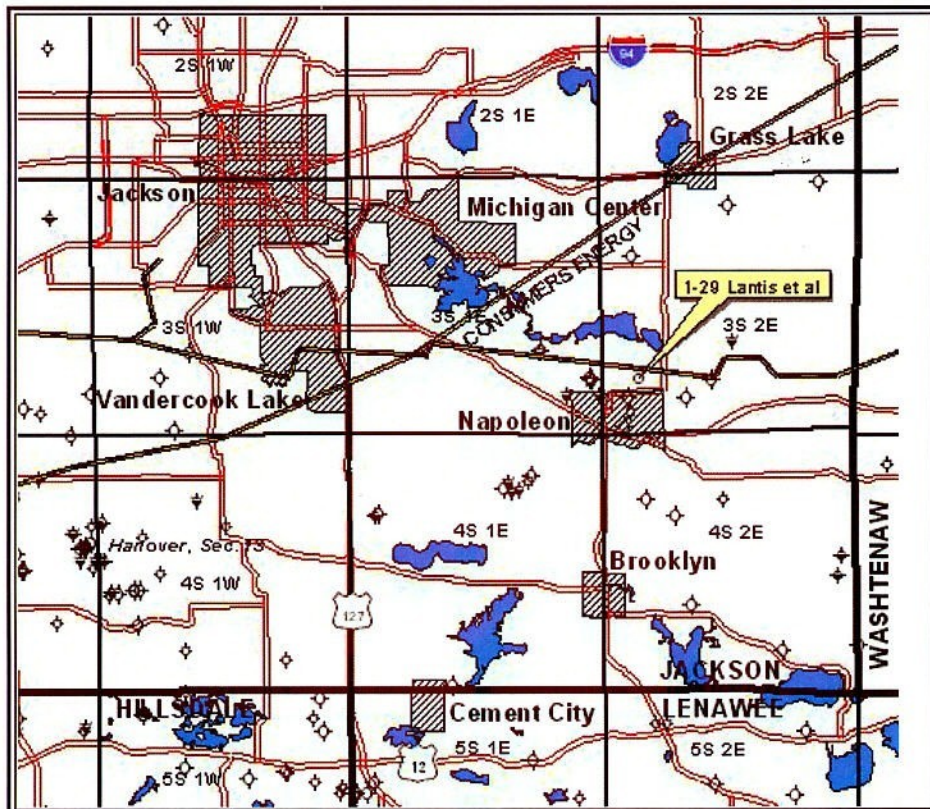 94
2S 1W
2S 1E
2S 2E
Grass Lake
Jackson
Michigan Center
CONSUMERS ENERGY
1-29 Lantis et al
3S 1W
3S 1E
3S 2E
Vandercook Lake
Napoleon
4S 1E
4S 2E
Hanover, Sec. 13
Brooklyn
4S 1W
127
WASHTENAW
JACKSON
HILLSDALE
Cement City
LENAWEE
5S 1W
12
5S 1E
5S 2E